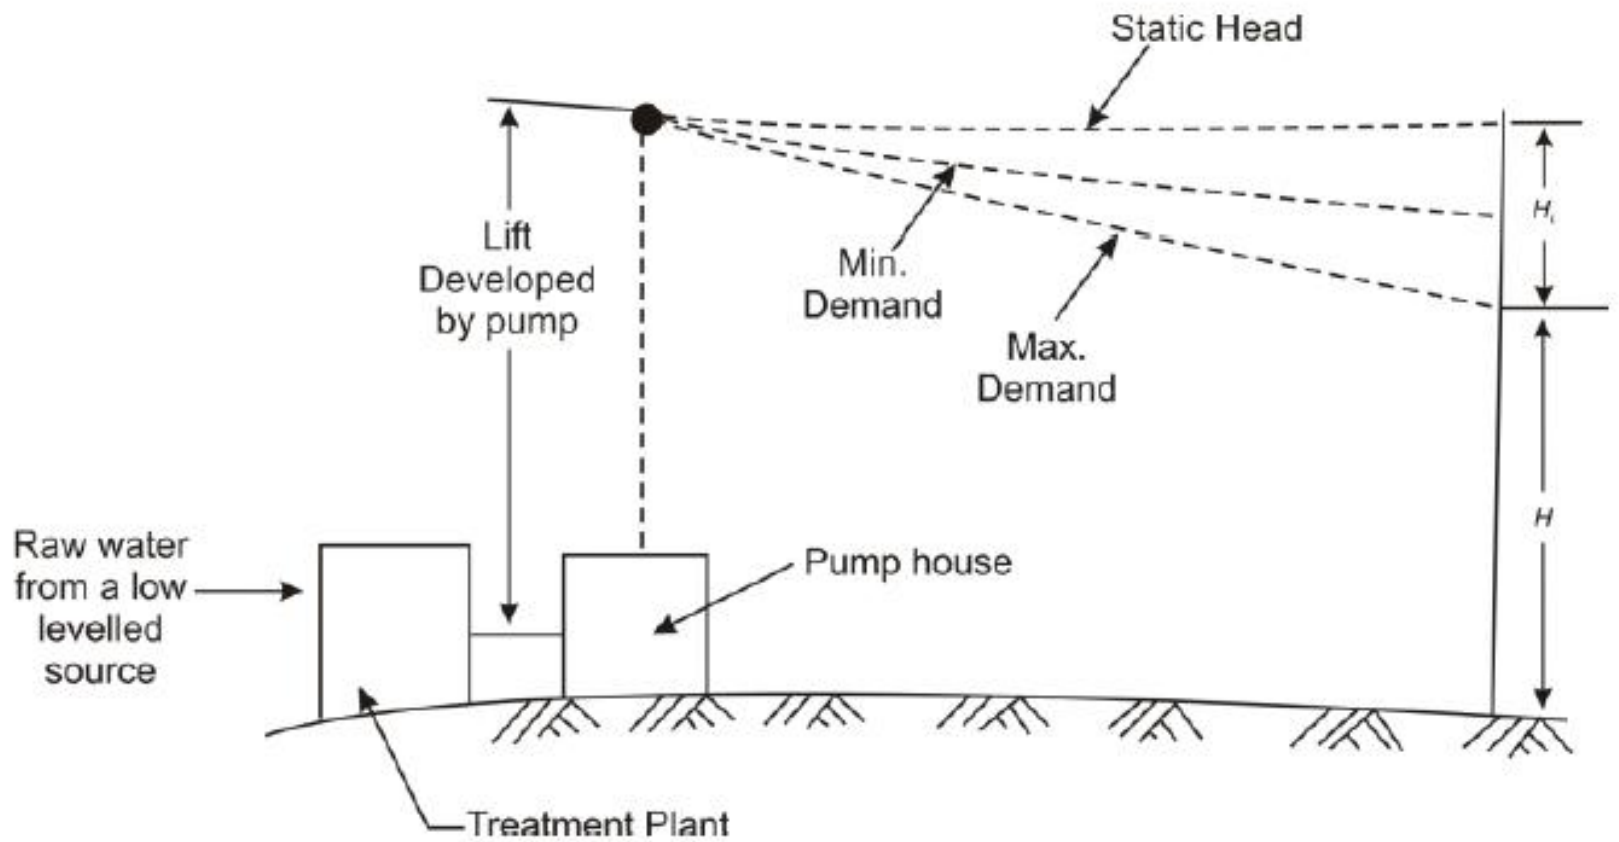 Static Head
Lift
Developed
by pump
Min.
Demand
Max.
Demand
H
Raw water
from a low
levelled
source
Pump house
Treatment Plant